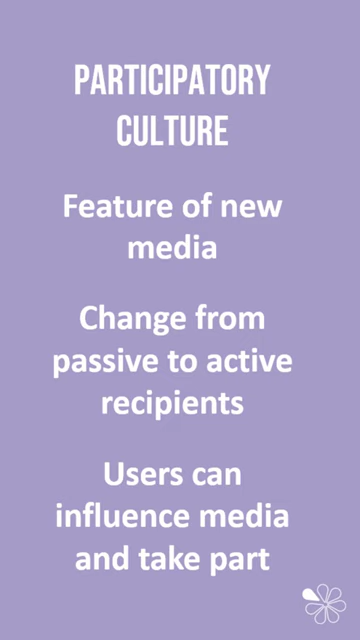 PARTICIPATORY
CULTURE
Feature of new
media
Change from
passive to active
recipients
Users can
influence media
and take part